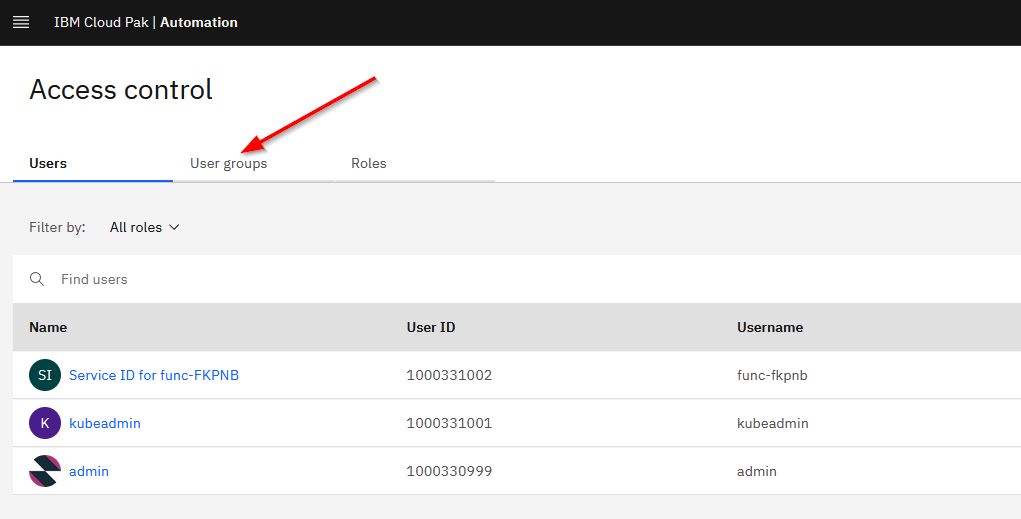 IBM Cloud Pak | Automation
Access control
Users User groups Roles
Filter by: All roles
Find users
Name User ID Username
SI Service ID for func-FKPNB 1000331002 func-fkpnb
K kubeadmin 1000331001 kubeadmin
admin 1000330999 admin